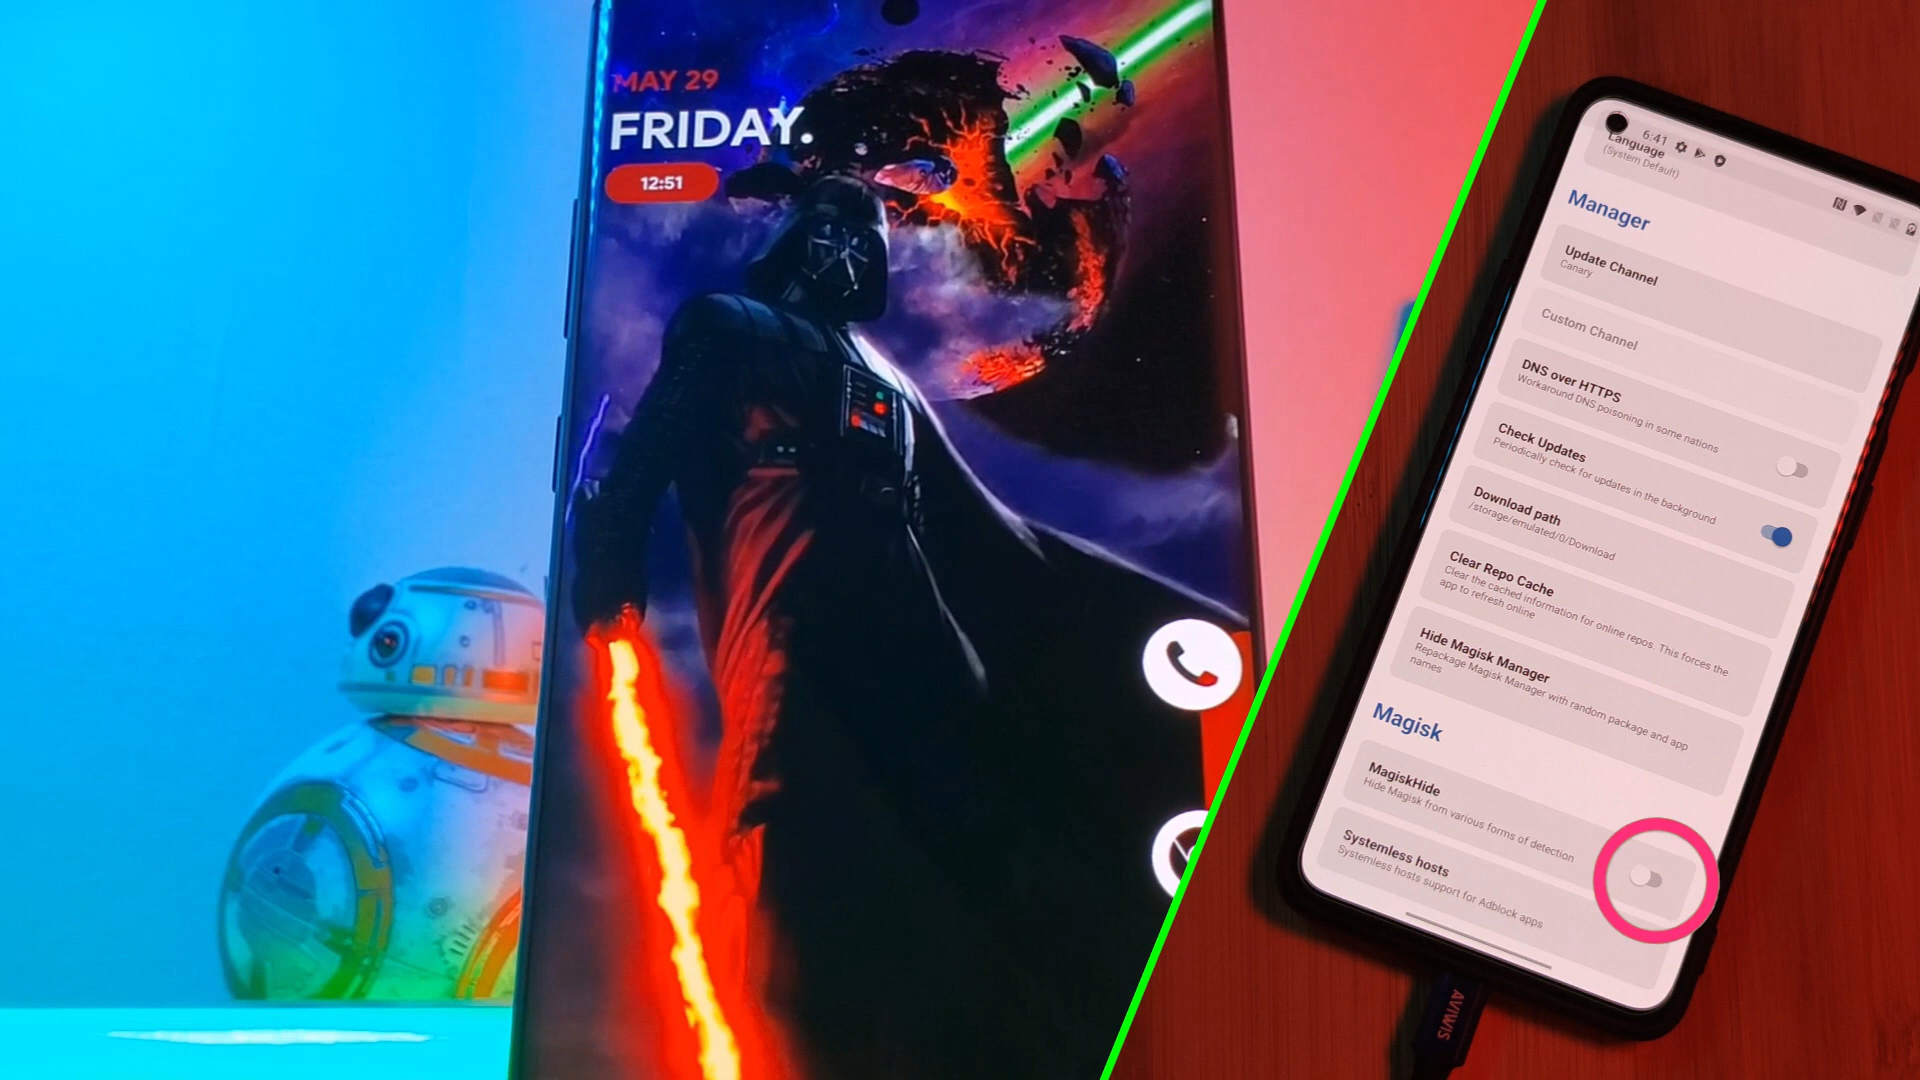 MAY 29
FRIDAY.
12:51
6:41
Language
(System Default)
Manager
Update Channel
Canary
Custom Channel
DNS over HTTPS
Workaround DNS poisoning in some nations
Check Updates
Periodically check for updates in the background
Download path
/storage/emulated/0/Download
Clear Repo Cache
Clear the cached information for online repos. This forces the
app to refresh online
Hide Magisk Manager
Repackage Magisk Manager with random package and app
names
Magisk
MagiskHide
Hide Magisk from various forms of detection
Systemless hosts
Systemless hosts support for Adblock apps
AVIWIS